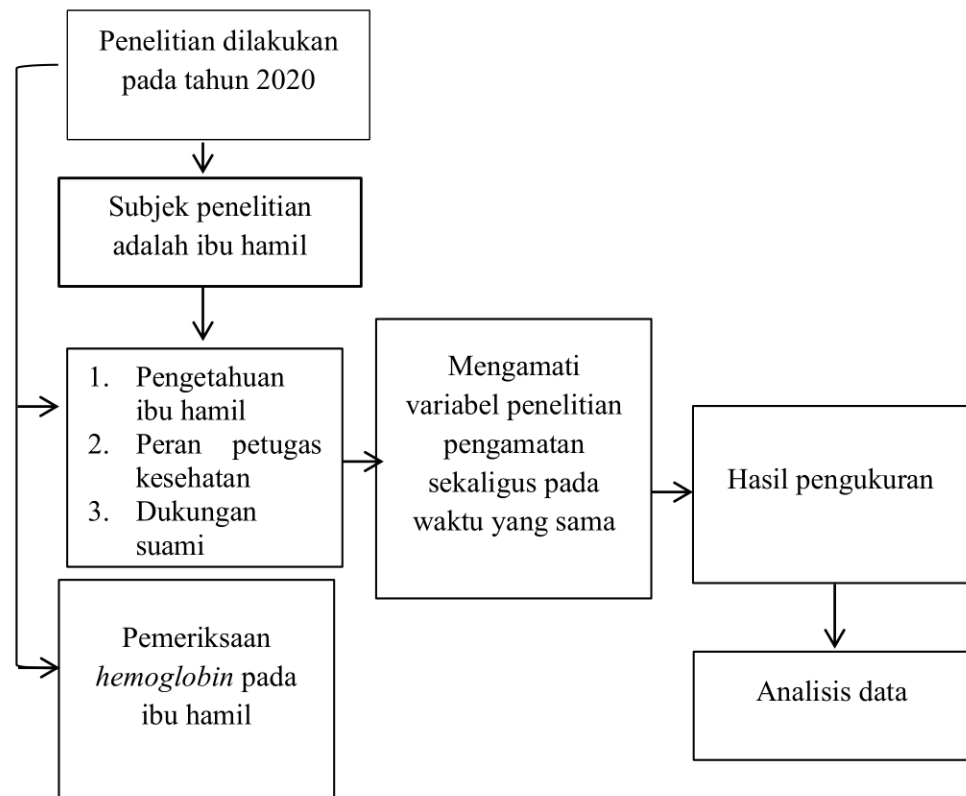 Penelitian dilakukan
pada tahun 2020
Subjek penelitian
adalah ibu hamil
1. Pengetahuan
ibu hamil
2. Peran petugas
kesehatan
3. Dukungan
suami
Mengamati
variabel penelitian
pengamatan
sekaligus pada
waktu yang sama
Hasil pengukuran
Pemeriksaan
hemoglobin pada
ibu hamil
Analisis data